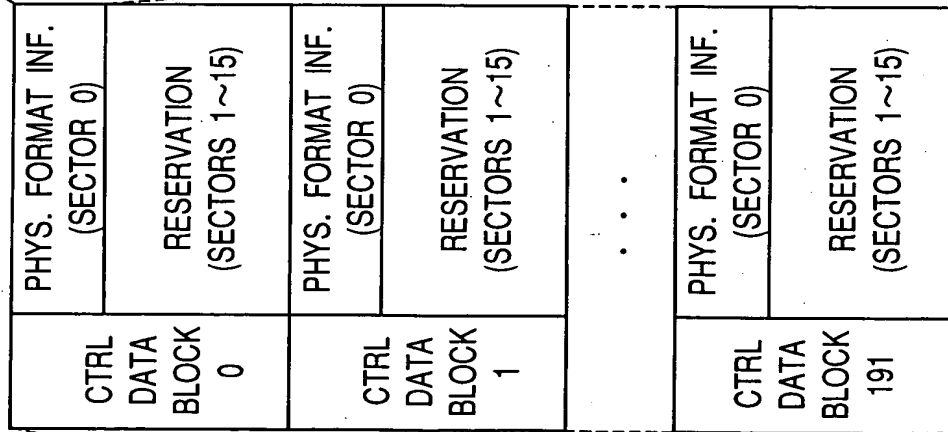 CTRL
DATA
BLOCK
0
PHYS. FORMAT INF.
(SECTOR 0)
RESERVATION
(SECTORS 1~15)
CTRL
DATA
BLOCK
1
PHYS. FORMAT INF.
(SECTOR 0)
RESERVATION
(SECTORS 1~15)
. . .
CTRL
DATA
BLOCK
191
PHYS. FORMAT INF.
(SECTOR 0)
RESERVATION
(SECTORS 1~15)